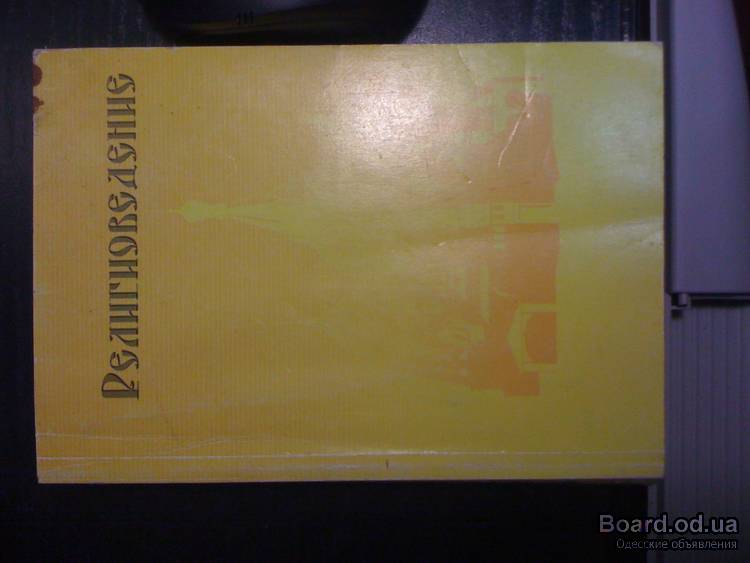 Религиоведение
Board.od.ua
Одесские объявления